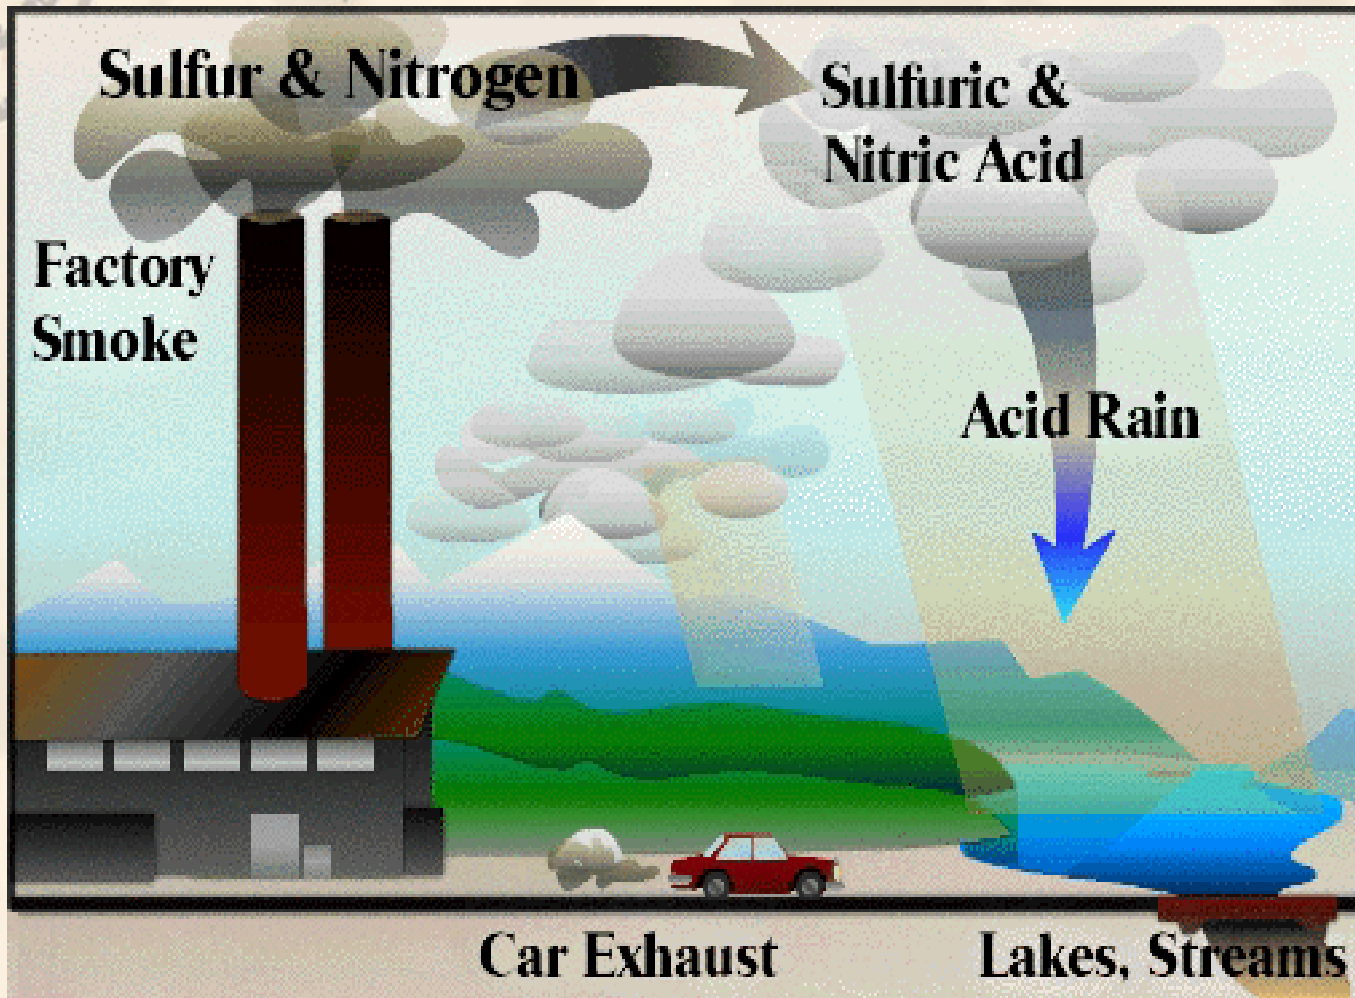 Sulfur & Nitrogen
Sulfuric &
Nitric Acid
Factory
Smoke
Acid Rain
Car Exhaust
Lakes, Streams